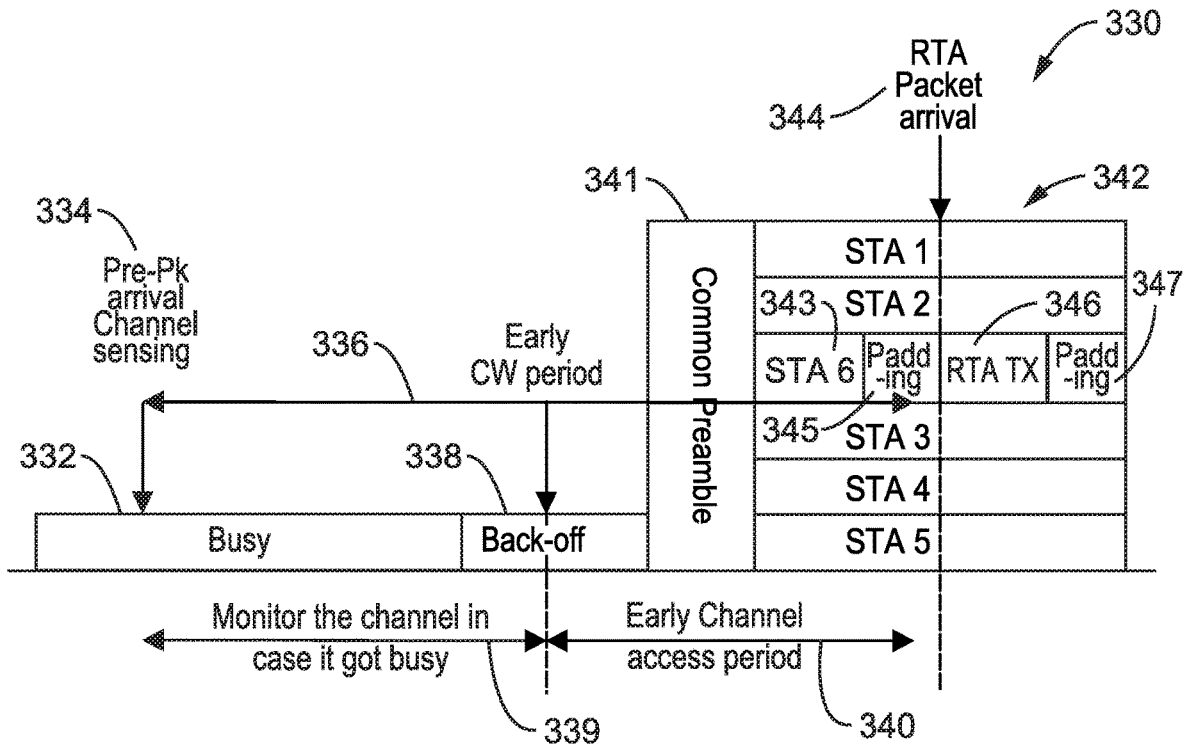 330
RTA
Packet
arrival
344
341
342
334
Pre-Pk
arrival
Channel
sensing
336
Early
CW period
Common Preamble
STA 1
STA 2
343
346
347
STA 6
Padd
-ing
RTA TX
Padd
-ing
345
STA 3
332
338
STA 4
Busy
Back-off
STA 5
Monitor the channel in
case it got busy
Early Channel
access period
339
340